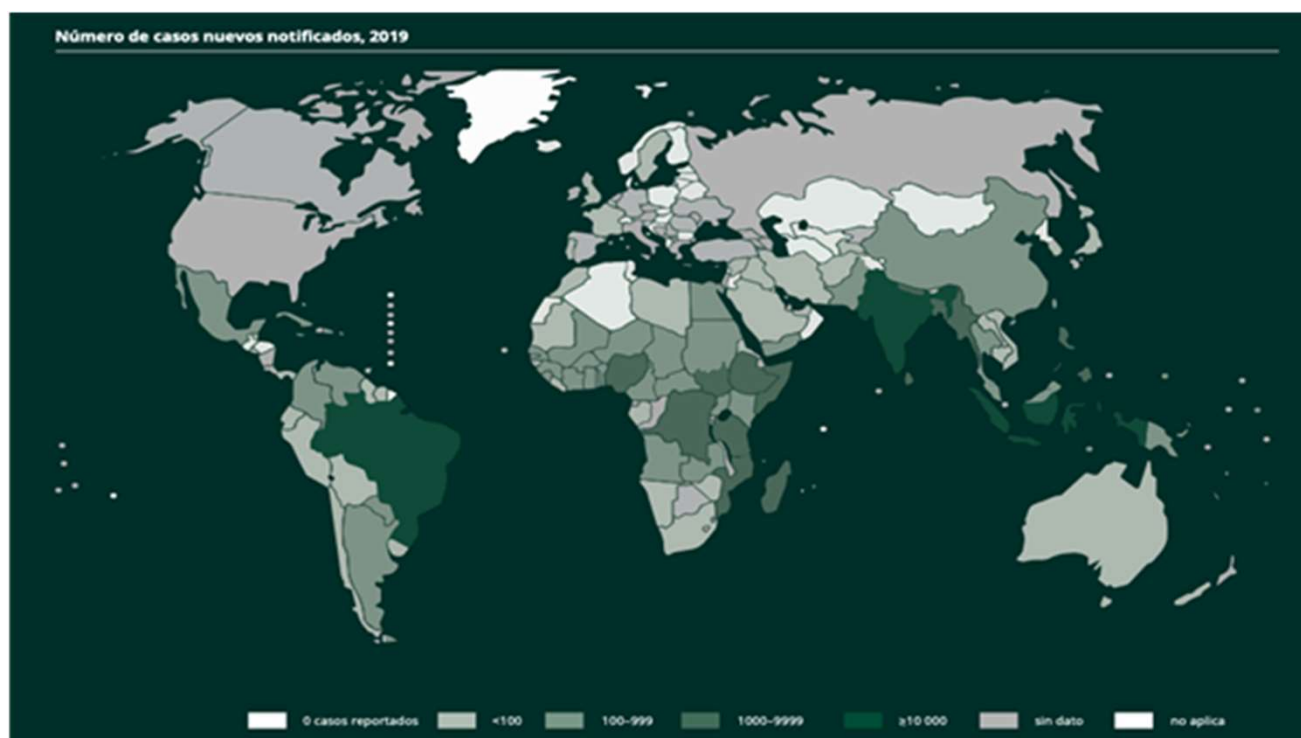 Número de casos nuevos notificados, 2019
0 casos reportados <100 100–999 1000–9999 ≥10 000 sin dato no aplica